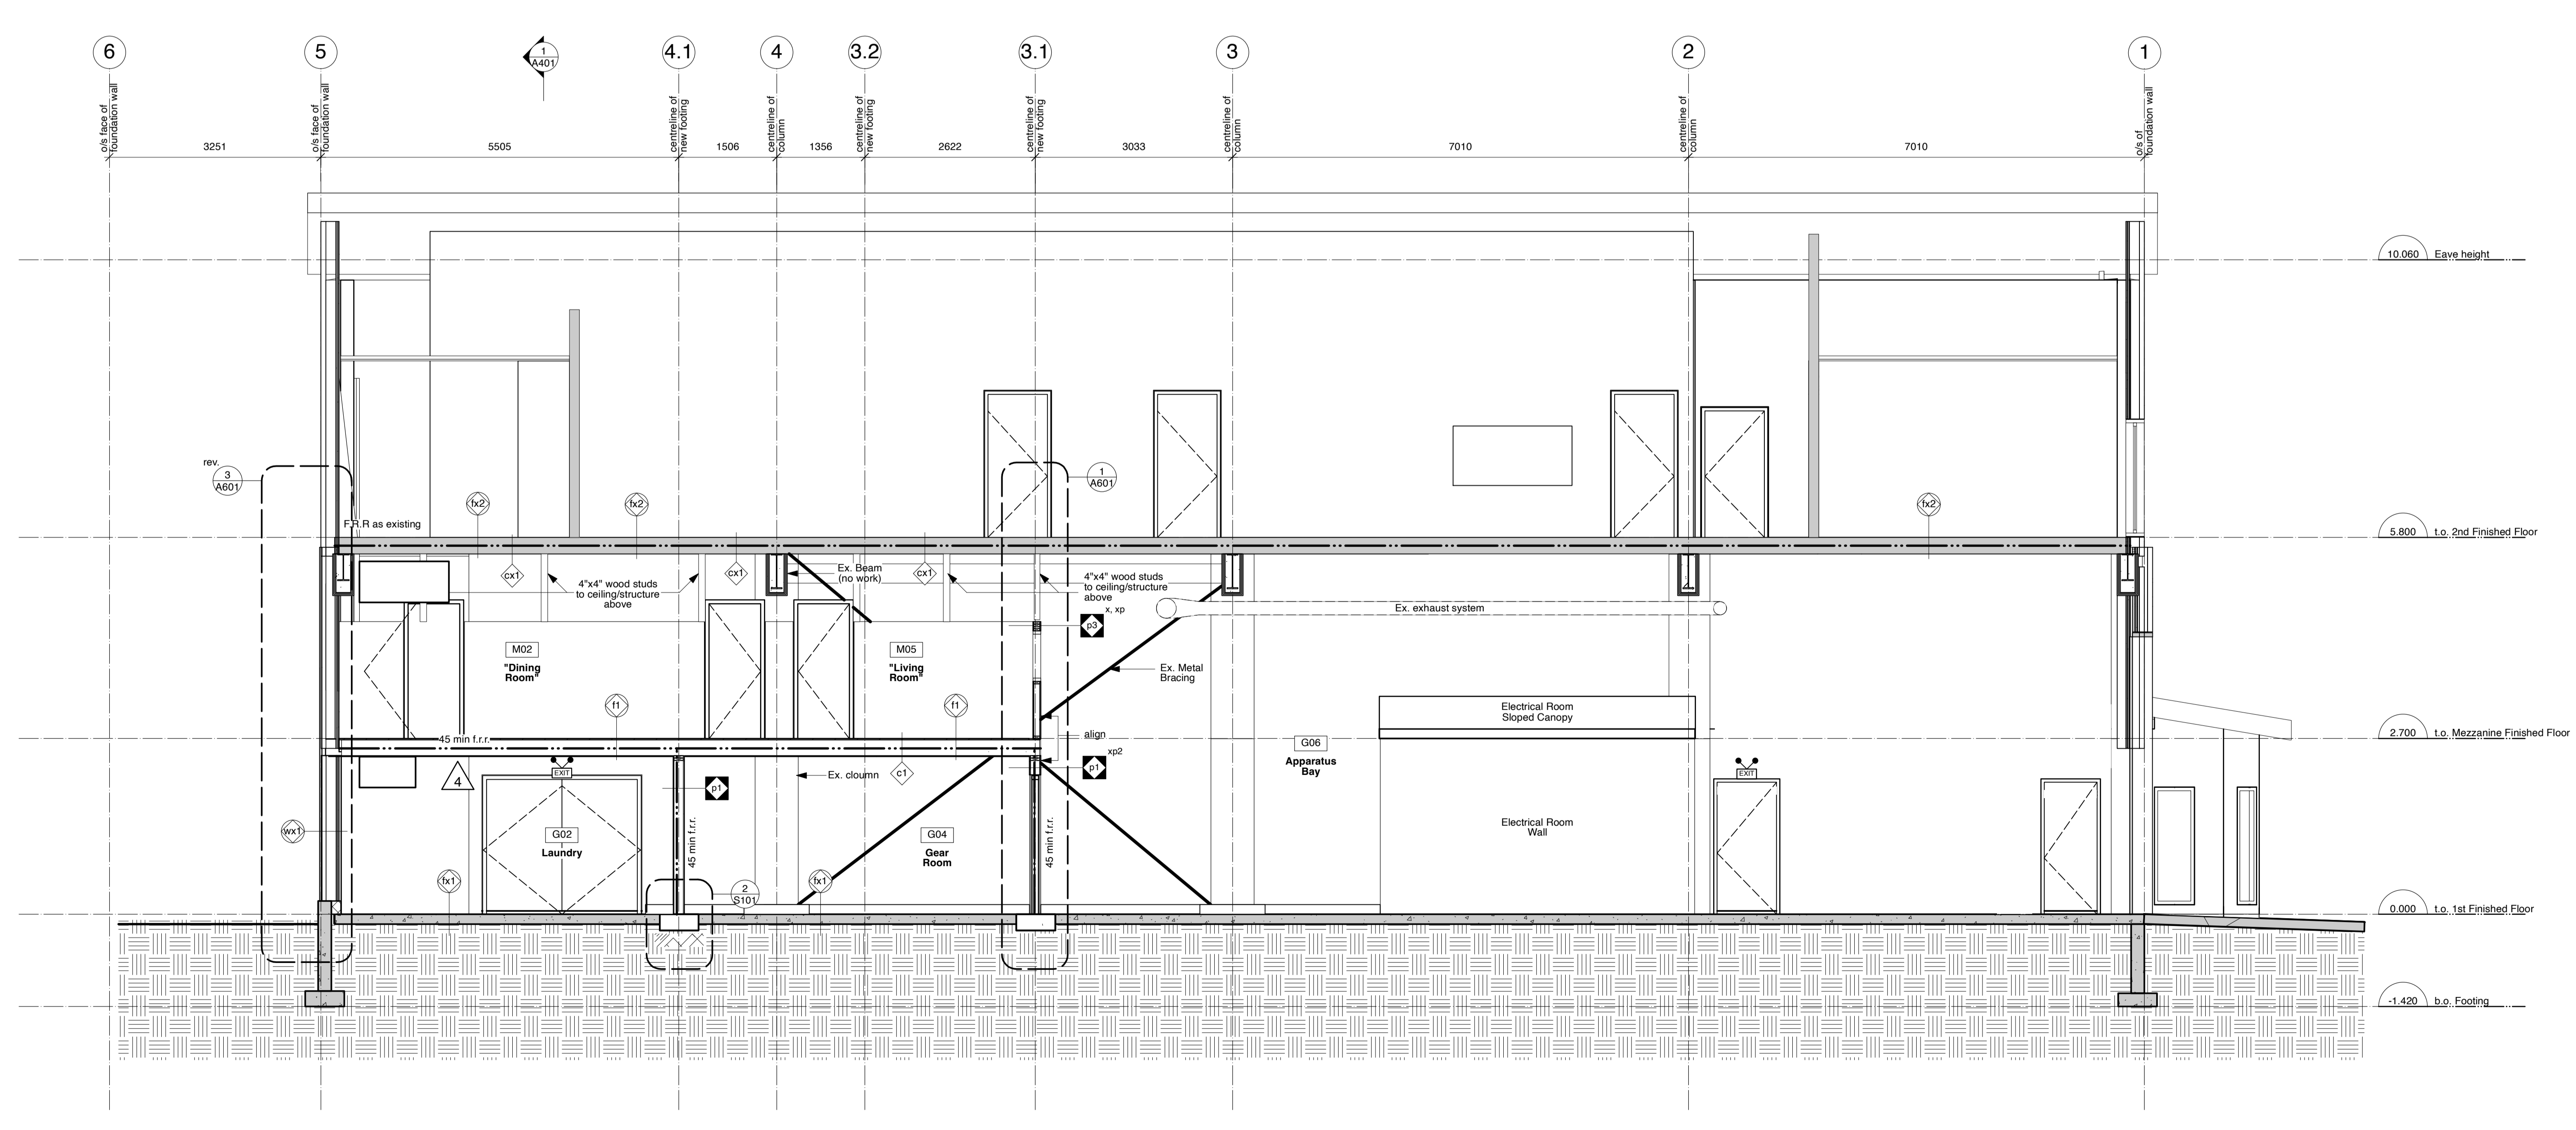 6
5
1
A401
4.1
4
3.2
3.1
3
2
1
o/s face of
foundation wall
o/s face of
foundation wall
centreline of
new footing
centreline of
column
centreline of
new footing
centreline of
new footing
centreline of
column
centreline of
column
o/s of
foundation wall
3251
5505
1506
1356
2622
3033
7010
7010
10.060 Eave height
rev.
3
A601
1
A601
fx2
fx2
fx2
F.R.R as existing
5.800 t.o. 2nd Finished Floor
cx1
cx1
cx1
Ex. Beam
(no work)
4"x4" wood studs
to ceiling/structure
above
4"x4" wood studs
to ceiling/structure
above
x, xp
p3
Ex. exhaust system
M02
"Dining
Room"
M05
"Living
Room"
Ex. Metal
Bracing
f1
f1
Electrical Room
Sloped Canopy
45 min f.r.r.
align
2.700 t.o. Mezzanine Finished Floor
G06
Apparatus
Bay
xp2
p1
4
EXIT
EXIT
Ex. cloumn
c1
p1
wx1
G02
Laundry
45 min f.r.r.
G04
Gear
Room
45 min f.r.r.
Electrical Room
Wall
fx1
fx1
2
S101
0.000 t.o. 1st Finished Floor
-1.420 b.o. Footing